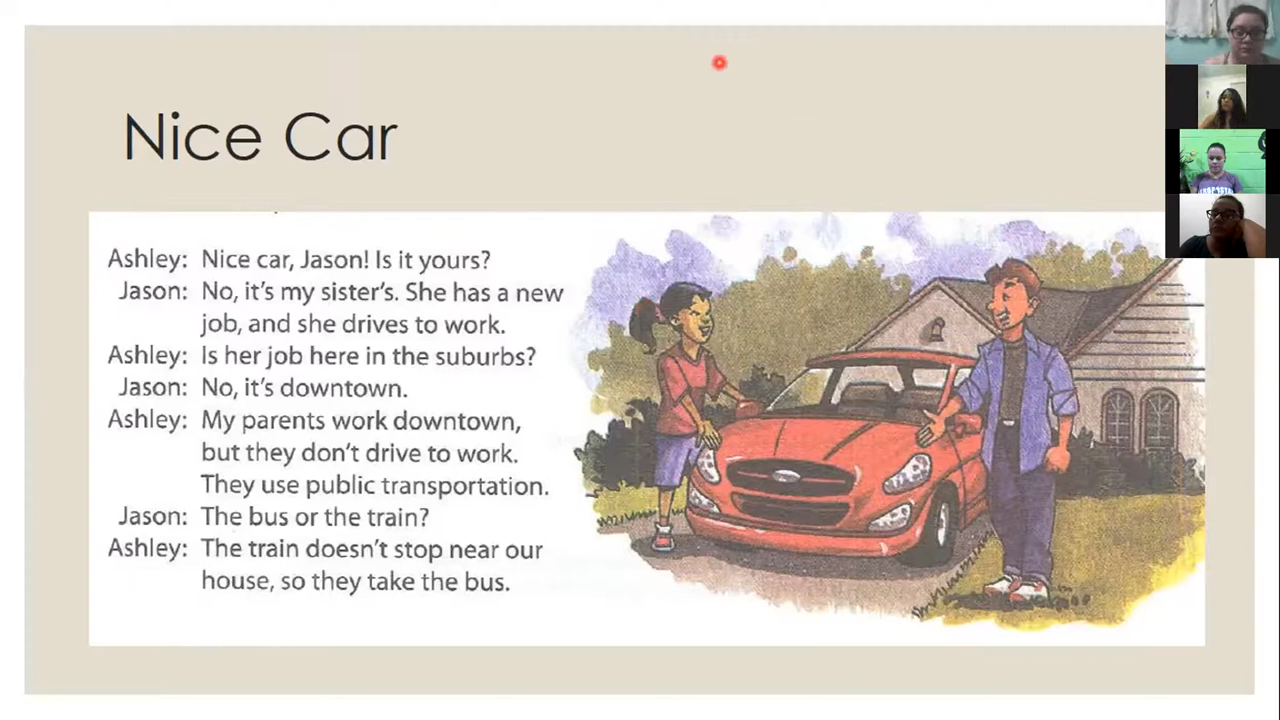 Nice Car
Ashley: Nice car, Jason! Is it yours?
Jason: No, it's my sister's. She has a new
job, and she drives to work.
Ashley: Is her job here in the suburbs?
Jason: No, it's downtown.
Ashley: My parents work downtown,
but they don't drive to work.
They use public transportation.
Jason: The bus or the train?
Ashley: The train doesn't stop near our
house, so they take the bus.